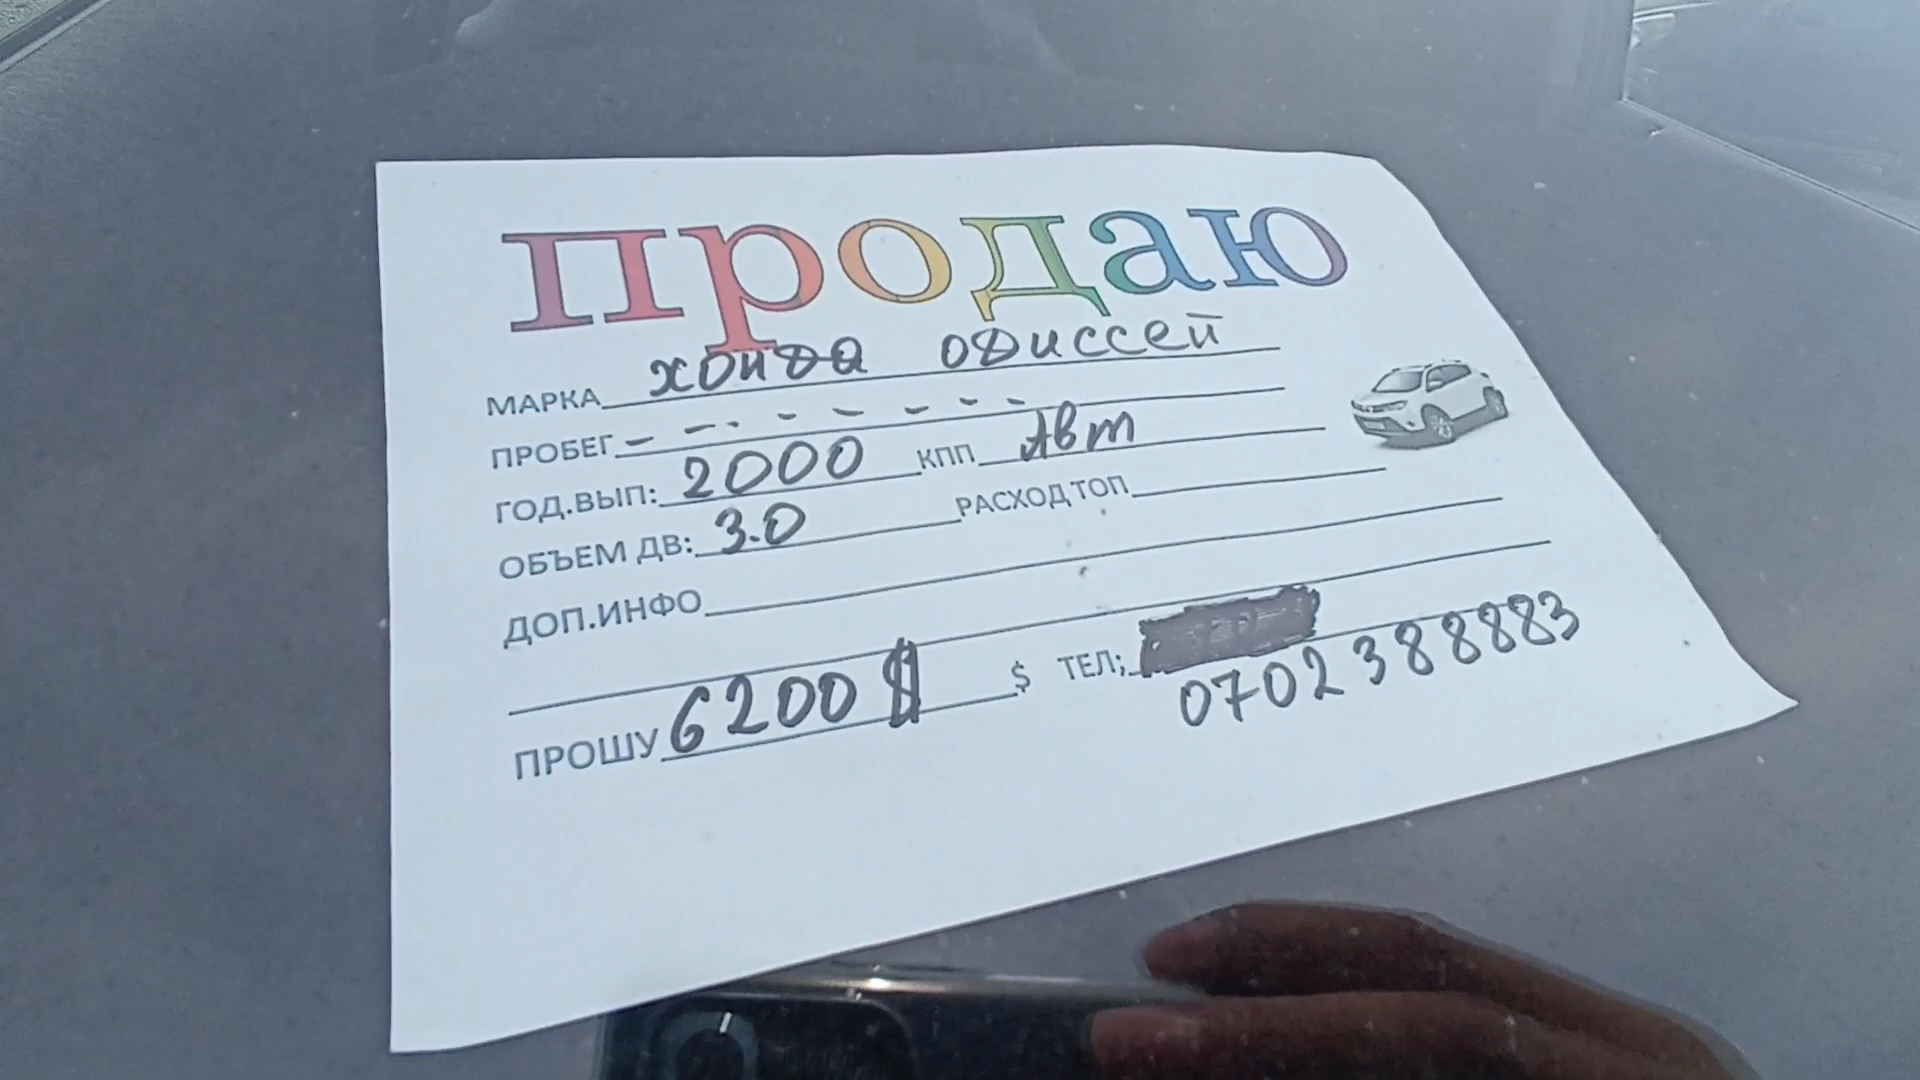 продаю
МАРКА хонда одиссей
ПРОБЕГ - - - - - - -
ГОД.ВЫП: 2000 КПП Авт
ОБЪЕМ ДВ: 3.0 РАСХОД ТОП
ДОП.ИНФО
ПРОШУ 6200 $ $ ТЕЛ;
0702388883